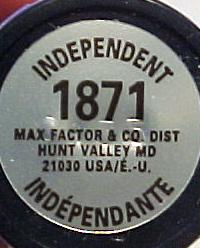 INDEPENDENT
1871
MAX FACTOR & CO. DIST
HUNT VALLEY MD
21030 USA/É.-U.
INDÉPENDANTE